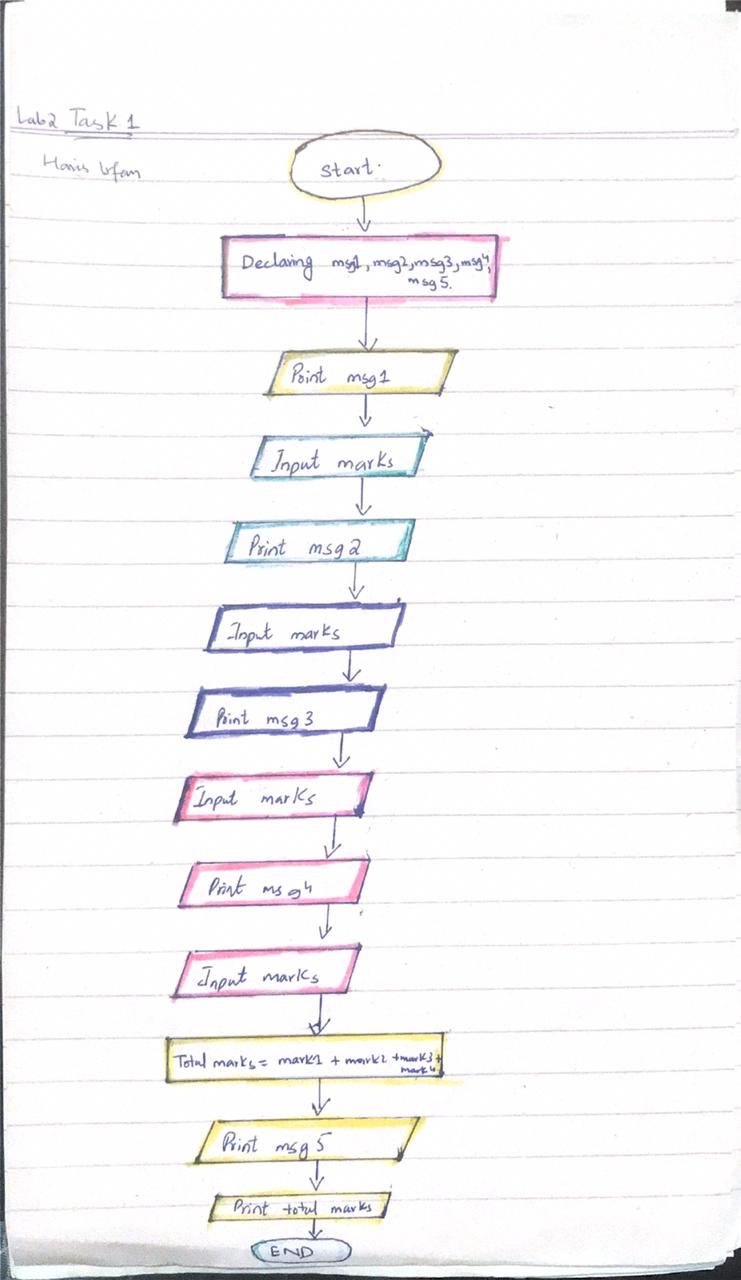 Lab2 Task 1
Haris Irfan
Start.
Declaring msg1, msg2, msg3, msg4,
msg5.
Print msg1
Input marks
Print msg2
Input marks
Print msg3
Input marks
Print msg4
Input marks
Total marks = mark1 + mark2 + mark3 +
mark4
Print msg5
Print total marks
END